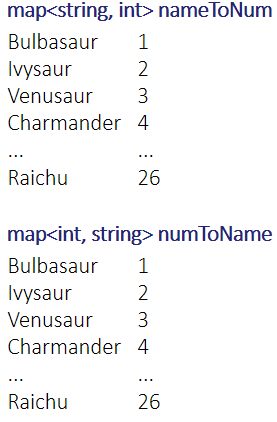 map<string, int> nameToNum
Bulbasaur 1
Ivysaur 2
Venusaur 3
Charmander 4
... ...
Raichu 26
map<int, string> numToName
Bulbasaur 1
Ivysaur 2
Venusaur 3
Charmander 4
... ...
Raichu 26